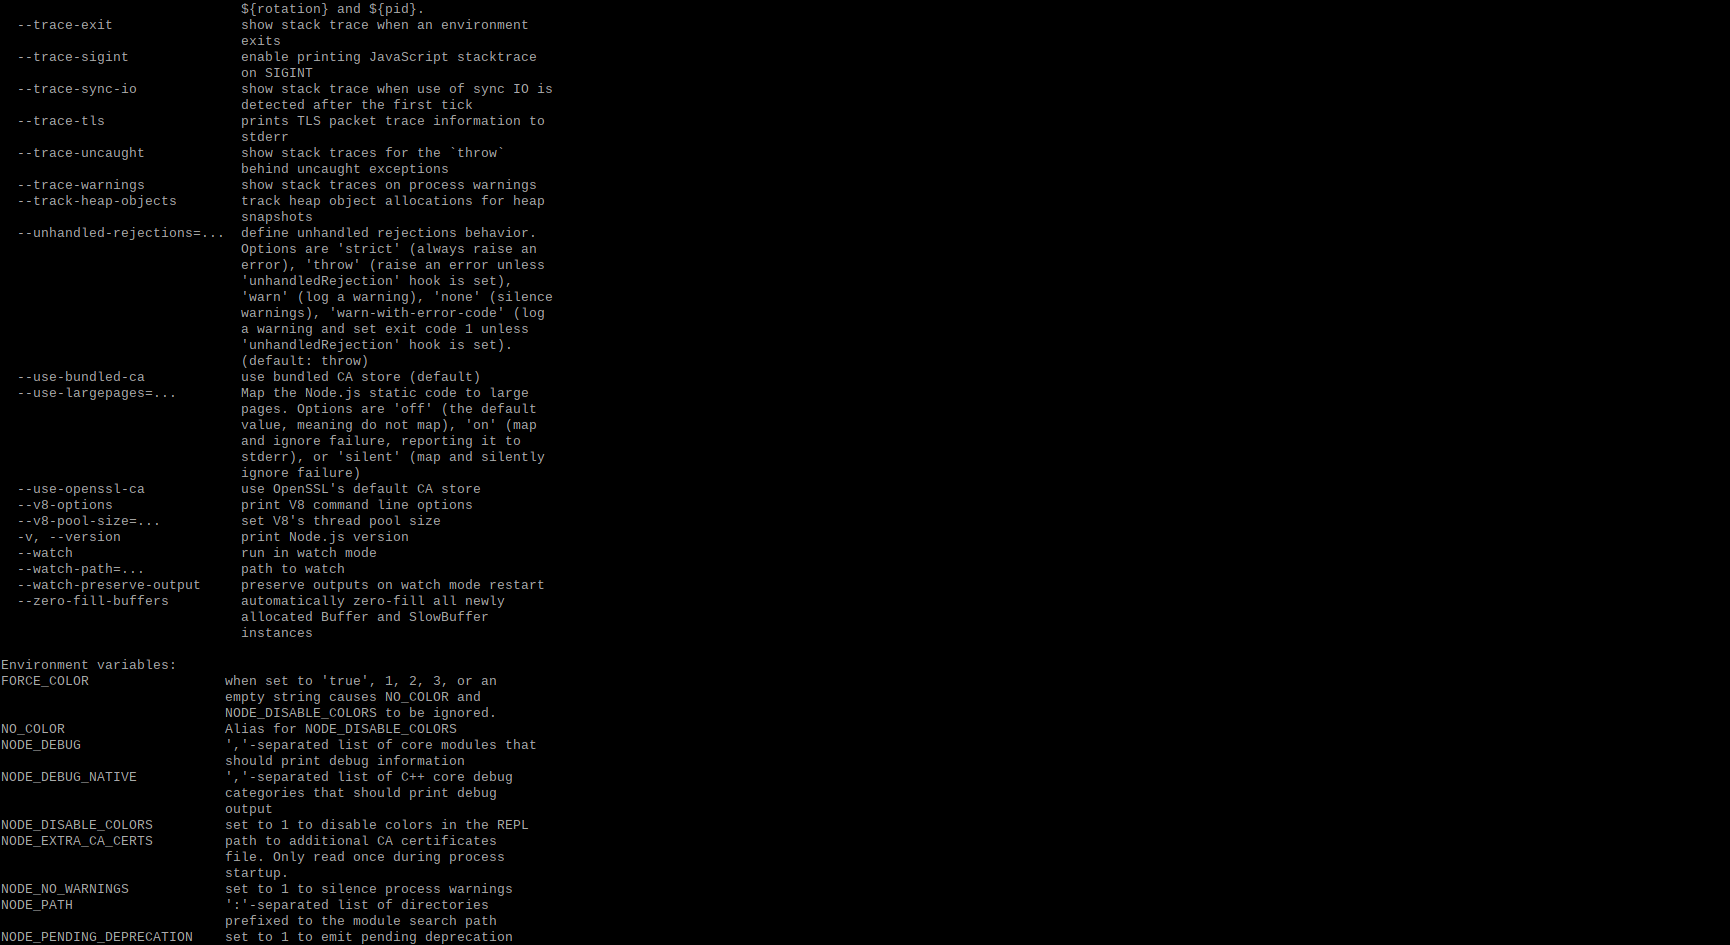 ${rotation} and ${pid}.
  --trace-exit                show stack trace when an environment
                              exits
  --trace-sigint              enable printing JavaScript stacktrace
                              on SIGINT
  --trace-sync-io             show stack trace when use of sync IO is
                              detected after the first tick
  --trace-tls                 prints TLS packet trace information to
                              stderr
  --trace-uncaught            show stack traces for the `throw`
                              behind uncaught exceptions
  --trace-warnings            show stack traces on process warnings
  --track-heap-objects        track heap object allocations for heap
                              snapshots
  --unhandled-rejections=...  define unhandled rejections behavior.
                              Options are 'strict' (always raise an
                              error), 'throw' (raise an error unless
                              'unhandledRejection' hook is set),
                              'warn' (log a warning), 'none' (silence
                              warnings), 'warn-with-error-code' (log
                              a warning and set exit code 1 unless
                              'unhandledRejection' hook is set).
                              (default: throw)
  --use-bundled-ca            use bundled CA store (default)
  --use-largepages=...        Map the Node.js static code to large
                              pages. Options are 'off' (the default
                              value, meaning do not map), 'on' (map
                              and ignore failure, reporting it to
                              stderr), or 'silent' (map and silently
                              ignore failure)
  --use-openssl-ca            use OpenSSL's default CA store
  --v8-options                print V8 command line options
  --v8-pool-size=...          set V8's thread pool size
  -v, --version               print Node.js version
  --watch                     run in watch mode
  --watch-path=...            path to watch
  --watch-preserve-output     preserve outputs on watch mode restart
  --zero-fill-buffers         automatically zero-fill all newly
                              allocated Buffer and SlowBuffer
                              instances

Environment variables:
FORCE_COLOR                 when set to 'true', 1, 2, 3, or an
                            empty string causes NO_COLOR and
                            NODE_DISABLE_COLORS to be ignored.
NO_COLOR                    Alias for NODE_DISABLE_COLORS
NODE_DEBUG                  ','-separated list of core modules that
                            should print debug information
NODE_DEBUG_NATIVE           ','-separated list of C++ core debug
                            categories that should print debug
                            output
NODE_DISABLE_COLORS         set to 1 to disable colors in the REPL
NODE_EXTRA_CA_CERTS         path to additional CA certificates
                            file. Only read once during process
                            startup.
NODE_NO_WARNINGS            set to 1 to silence process warnings
NODE_PATH                   ':'-separated list of directories
                            prefixed to the module search path
NODE_PENDING_DEPRECATION    set to 1 to emit pending deprecation